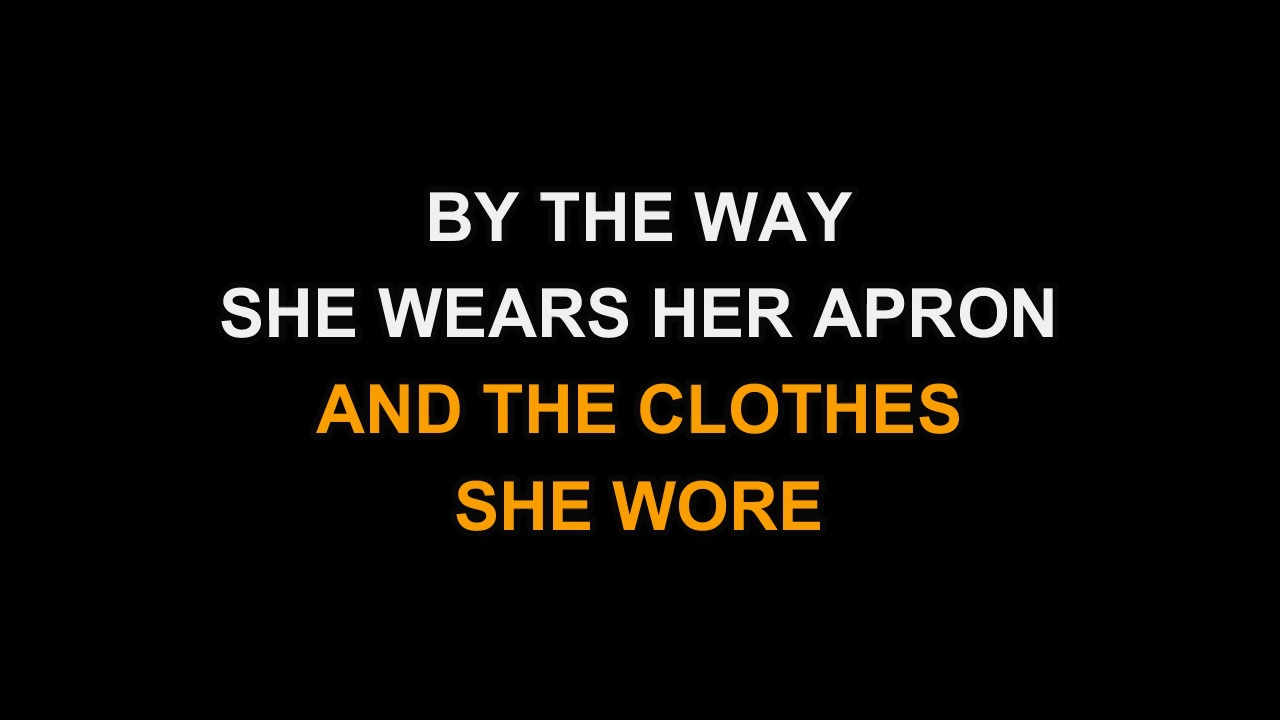 BY THE WAY
SHE WEARS HER APRON
AND THE CLOTHES
SHE WORE